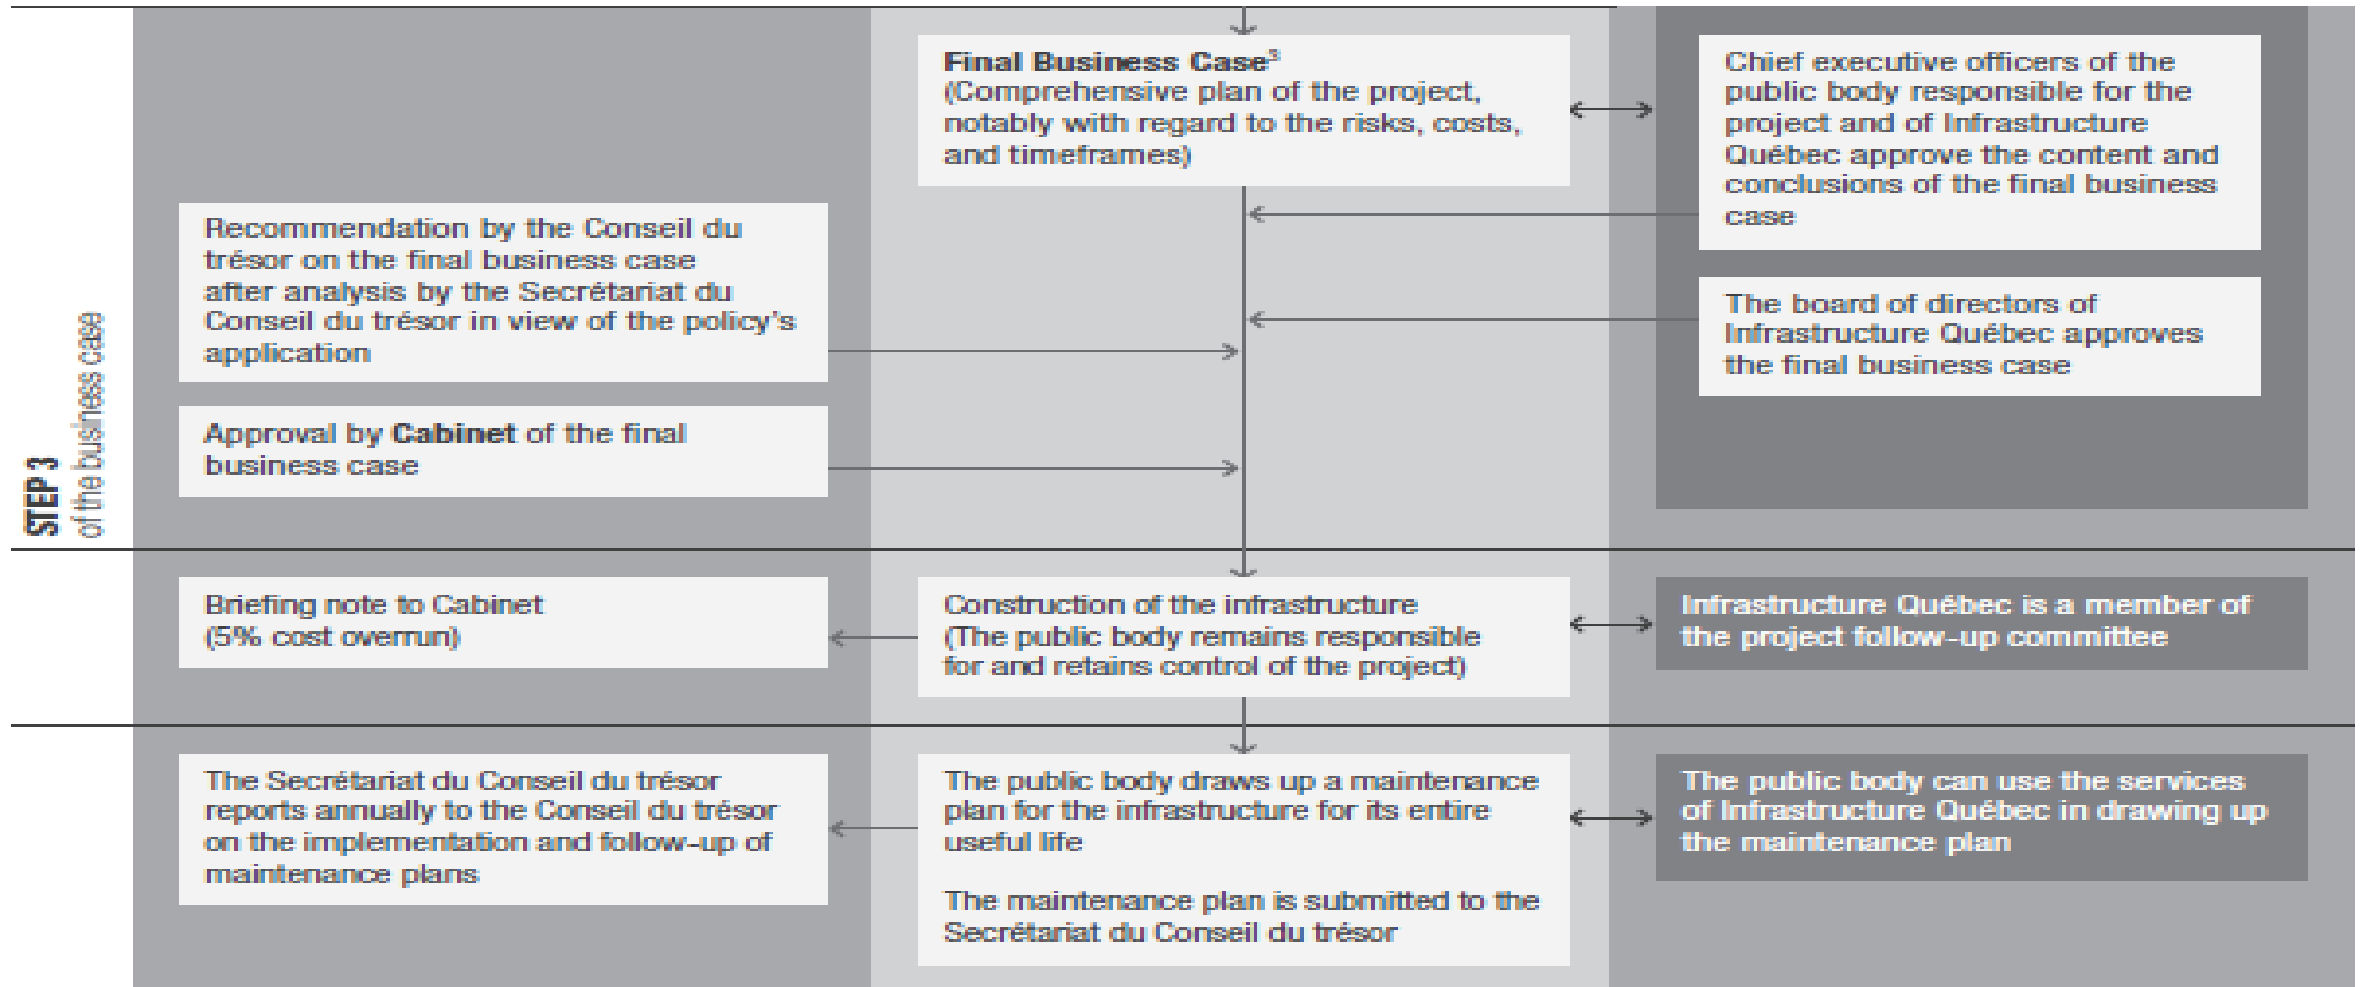 STEP 3
of the business case
Final Business Case³
(Comprehensive plan of the project,
notably with regard to the risks, costs,
and timeframes)
Chief executive officers of the
public body responsible for the
project and of Infrastructure
Québec approve the content and
conclusions of the final business
case
Recommendation by the Conseil du
trésor on the final business case
after analysis by the Secrétariat du
Conseil du trésor in view of the policy's
application
The board of directors of
Infrastructure Québec approves
the final business case
Approval by Cabinet of the final
business case
Briefing note to Cabinet
(5% cost overrun)
Construction of the infrastructure
(The public body remains responsible
for and retains control of the project)
Infrastructure Québec is a member of
the project follow-up committee
The Secrétariat du Conseil du trésor
reports annually to the Conseil du trésor
on the implementation and follow-up of
maintenance plans
The public body draws up a maintenance
plan for the infrastructure for its entire
useful life
The maintenance plan is submitted to the
Secrétariat du Conseil du trésor
The public body can use the services
of Infrastructure Québec in drawing up
the maintenance plan